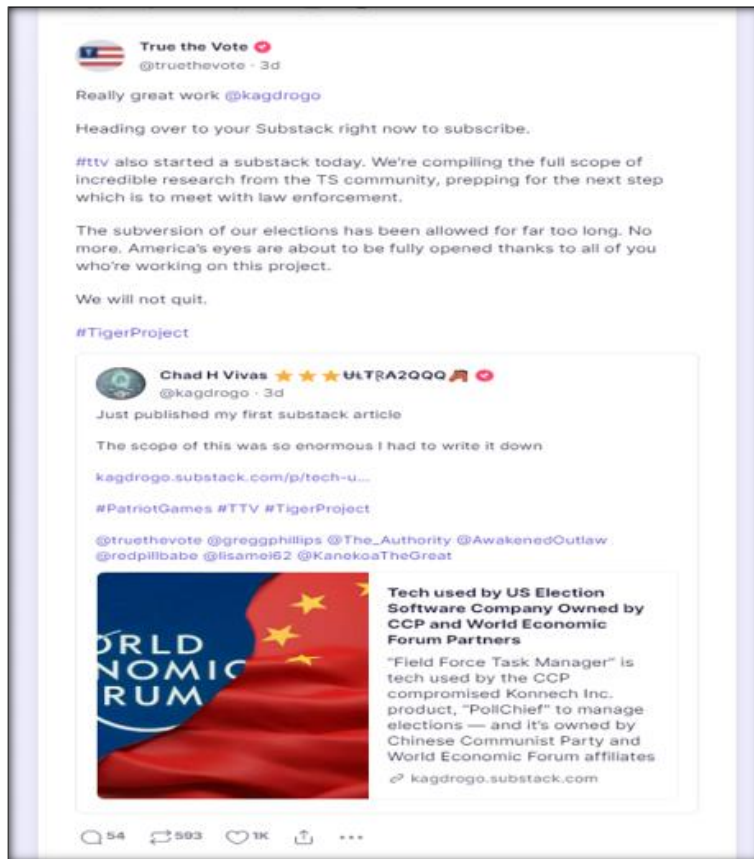 True the Vote
@truethevote · 3d
Really great work @kagdrogo
Heading over to your Substack right now to subscribe.
#ttv also started a substack today. We're compiling the full scope of
incredible research from the TS community, prepping for the next step
which is to meet with law enforcement.
The subversion of our elections has been allowed for far too long. No
more. America's eyes are about to be fully opened thanks to all of you
who're working on this project.
We will not quit.
#TigerProject
Chad H Vivas ⭐⭐⭐ULTRA2QQQ
@kagdrogo · 3d
Just published my first substack article
The scope of this was so enormous I had to write it down
kagdrogo.substack.com/p/tech-u...
#PatriotGames #TTV #TigerProject
@truethevote @greggphillips @The_Authority @AwakenedOutlaw
@redpillbabe @lisamei62 @KanekoaTheGreat
ORLD
NOMIC
RUM
Tech used by US Election
Software Company Owned by
CCP and World Economic
Forum Partners
"Field Force Task Manager" is
tech used by the CCP
compromised Konnech Inc.
product, "PollChief" to manage
elections — and it's owned by
Chinese Communist Party and
World Economic Forum affiliates
kagdrogo.substack.com
54 593 1K